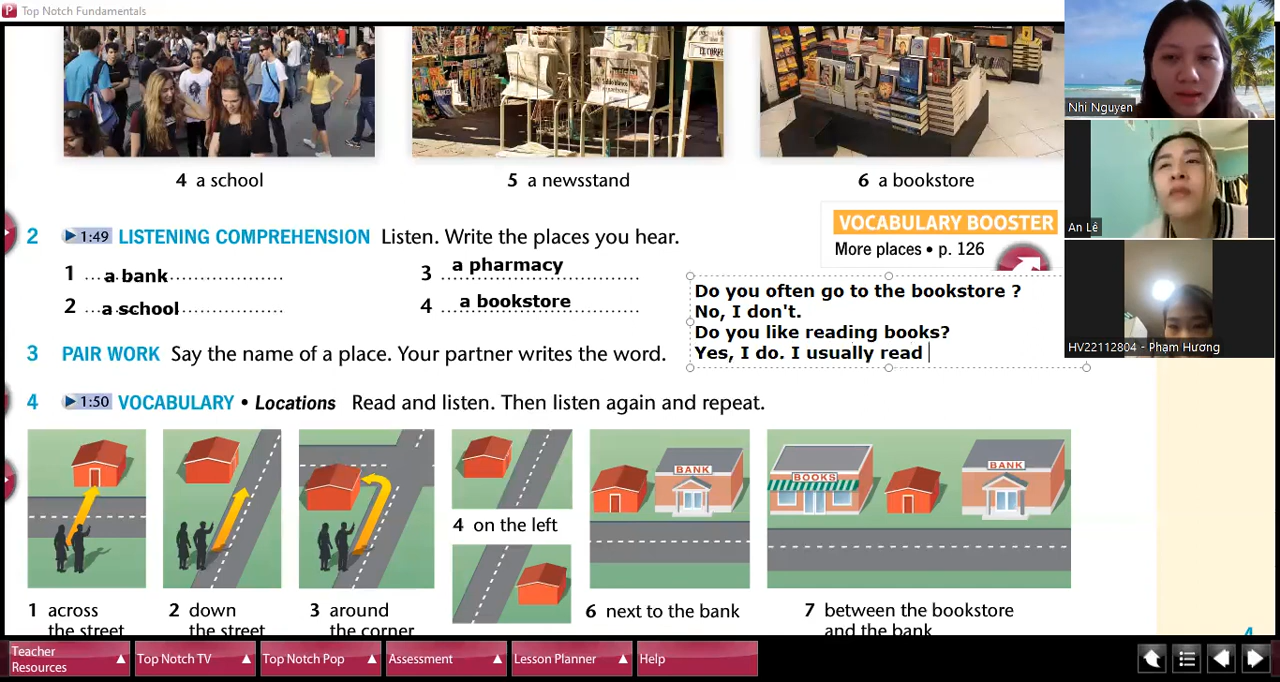 Top Notch Fundamentals
4 a school
5 a newsstand
6 a bookstore
Nhi Nguyen
An Lê
HV22112804 - Phạm Hương
VOCABULARY BOOSTER
More places • p. 126
2 1:49 LISTENING COMPREHENSION Listen. Write the places you hear.
1 a bank
2 a school
3 a pharmacy
4 a bookstore
Do you often go to the bookstore ?
No, I don't.
Do you like reading books?
Yes, I do. I usually read
3 PAIR WORK Say the name of a place. Your partner writes the word.
4 1:50 VOCABULARY • Locations Read and listen. Then listen again and repeat.
BANK
BOOKS
BANK
1 across
the street
2 down
the street
3 around
the corner
4 on the left
6 next to the bank
7 between the bookstore
and the bank
Teacher
Resources
Top Notch TV
Top Notch Pop
Assessment
Lesson Planner
Help